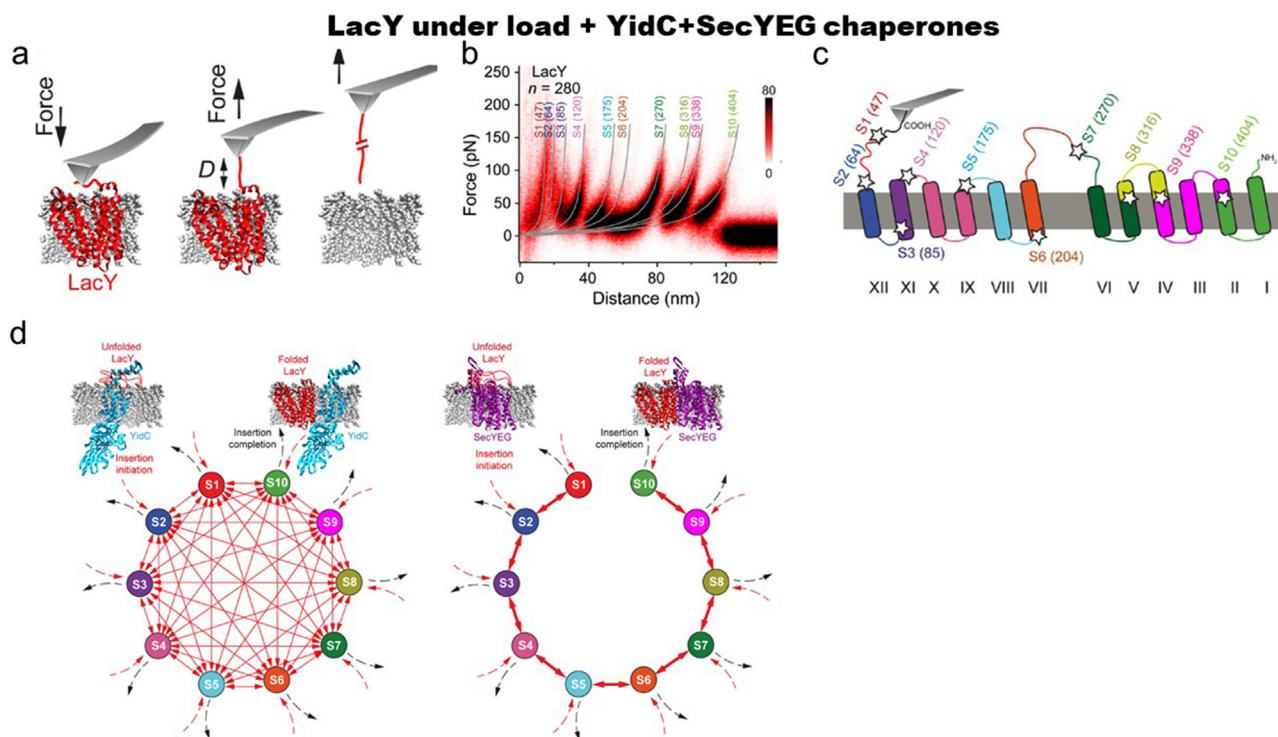 LacY under load + YidC+SecYEG chaperones
a
Force
Force
D
LacY
b
LacY
n = 280
250
200
150
100
50
0
Force (pN)
0
40
80
120
Distance (nm)
80
0
S1 (47)
S2 (64)
S3 (85)
S4 (120)
S5 (175)
S6 (204)
S7 (270)
S8 (316)
S9 (338)
S10 (404)
c
S2 (64)
S1 (47)
COOH
S4 (120)
S5 (175)
S7 (270)
S8 (316)
S9 (338)
S10 (404)
NH2
S3 (85)
S6 (204)
XII XI X IX VIII VII VI V IV III II I
d
Unfolded
LacY
YidC
Insertion
initiation
Folded
LacY
YidC
Insertion
completion
S1
S10
S2
S9
S3
S8
S4
S7
S5
S6
Unfolded
LacY
SecYEG
Insertion
initiation
Folded
LacY
SecYEG
Insertion
completion
S1
S10
S2
S9
S3
S8
S4
S7
S5
S6